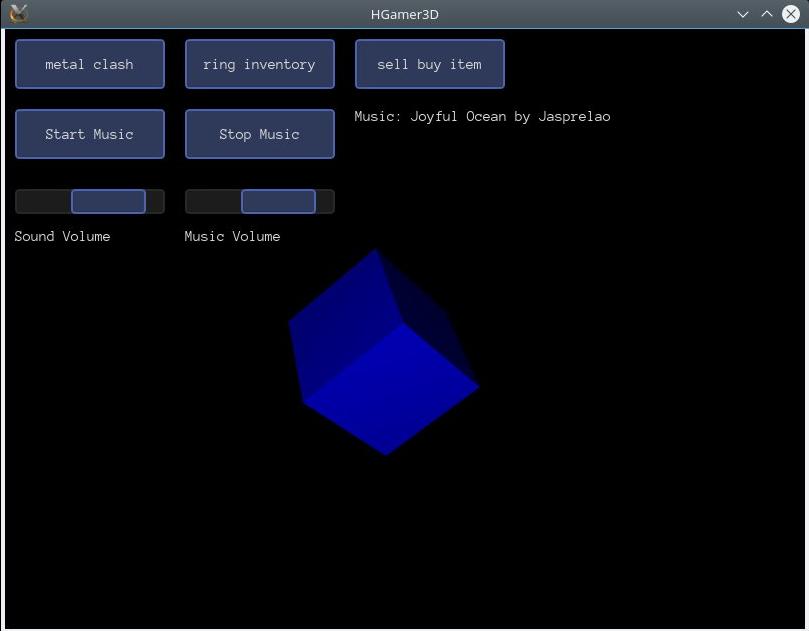 HGamer3D
metal clash
ring inventory
sell buy item
Start Music
Stop Music
Music: Joyful Ocean by Jasprelao
Sound Volume
Music Volume